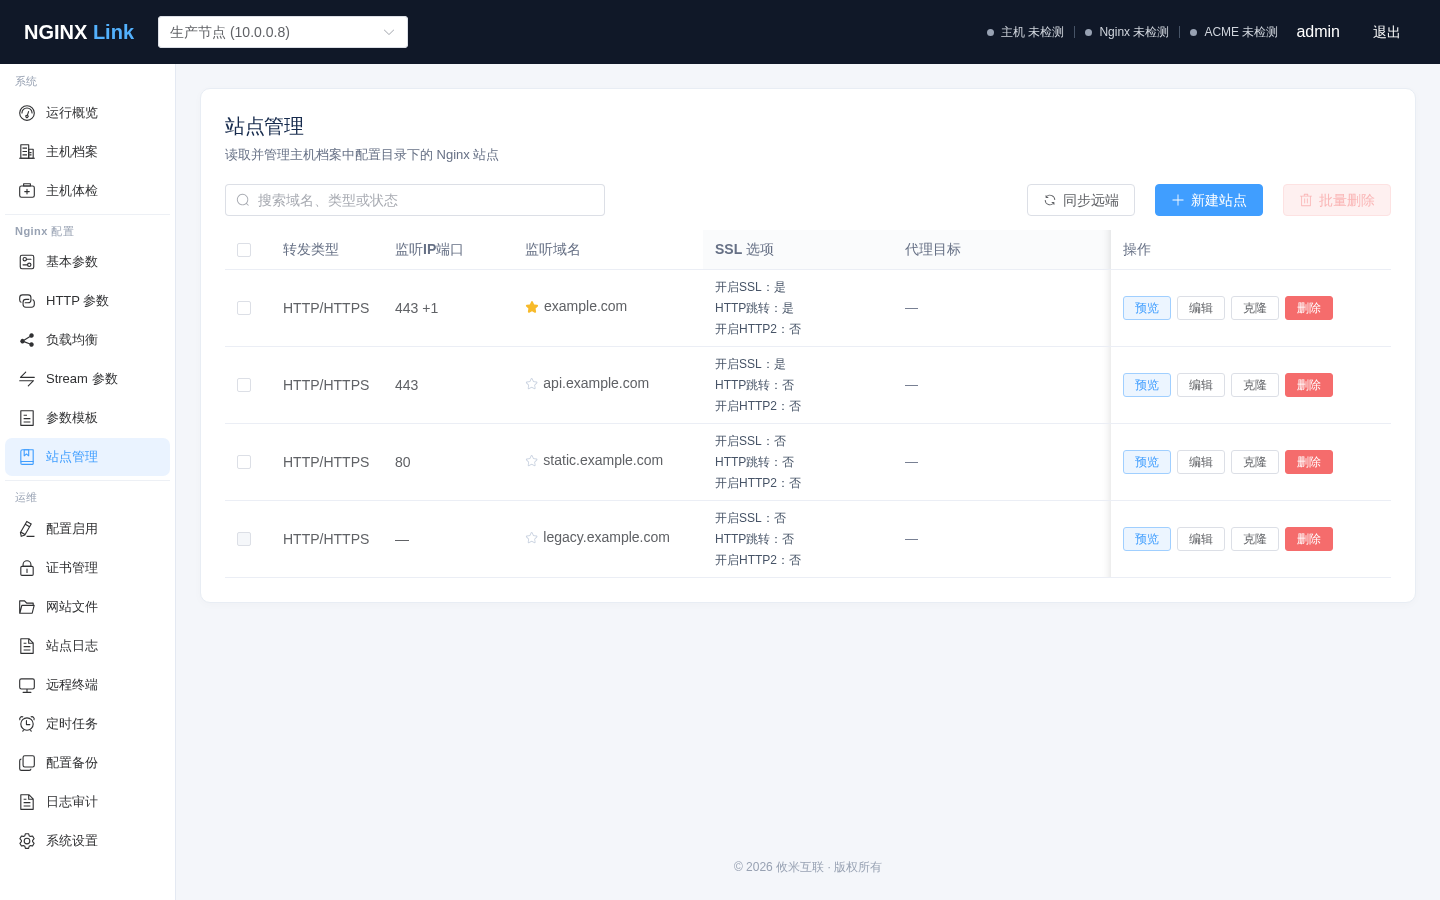 NGINX Link
生产节点 (10.0.0.8)
主机 未检测
Nginx 未检测
ACME 未检测
admin
退出
系统
运行概览
主机档案
主机体检
Nginx 配置
基本参数
HTTP 参数
负载均衡
Stream 参数
参数模板
站点管理
运维
配置启用
证书管理
网站文件
站点日志
远程终端
定时任务
配置备份
日志审计
系统设置
站点管理
读取并管理主机档案中配置目录下的 Nginx 站点
搜索域名、类型或状态
同步远端
新建站点
批量删除
转发类型 监听IP端口 监听域名 SSL 选项 代理目标 操作
HTTP/HTTPS 443 +1 example.com
开启SSL：是
HTTP跳转：是
开启HTTP2：否
—
预览 编辑 克隆 删除
HTTP/HTTPS 443 api.example.com
开启SSL：是
HTTP跳转：否
开启HTTP2：否
—
预览 编辑 克隆 删除
HTTP/HTTPS 80 static.example.com
开启SSL：否
HTTP跳转：否
开启HTTP2：否
—
预览 编辑 克隆 删除
HTTP/HTTPS — legacy.example.com
开启SSL：否
HTTP跳转：否
开启HTTP2：否
—
预览 编辑 克隆 删除
© 2026 攸米互联 · 版权所有